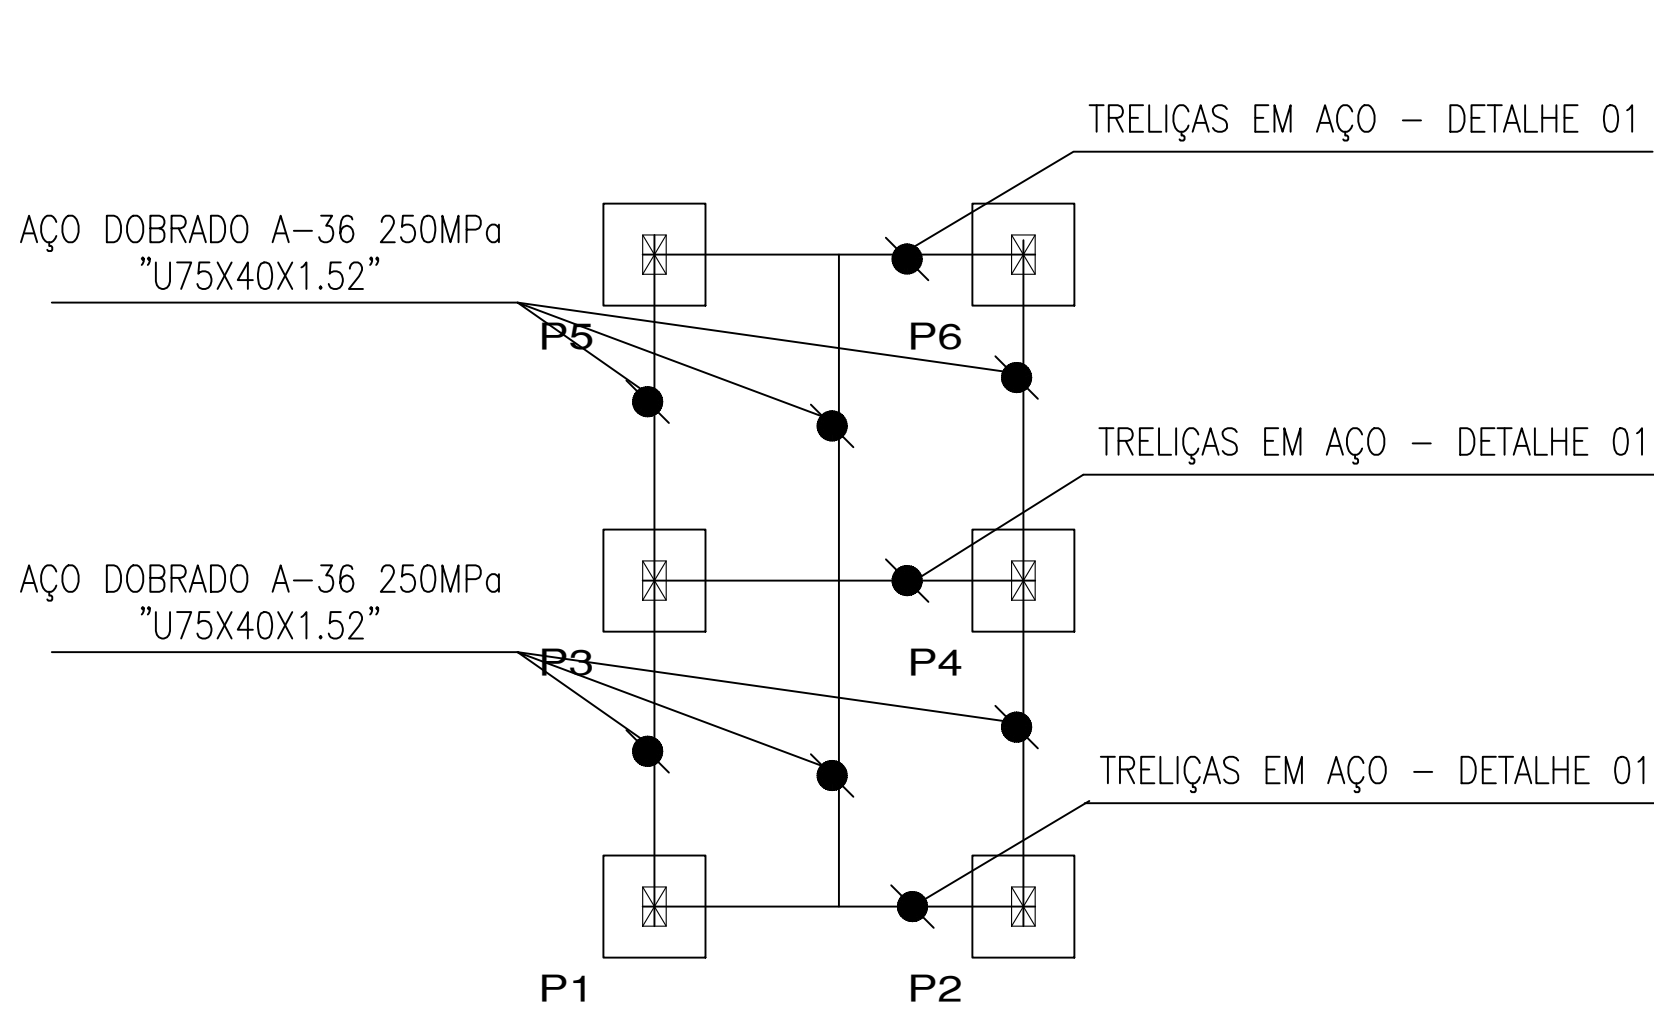 TRELIÇAS EM AÇO – DETALHE 01
AÇO DOBRADO A–36 250MPa
"U75X40X1.52"
P5
P6
TRELIÇAS EM AÇO – DETALHE 01
AÇO DOBRADO A–36 250MPa
"U75X40X1.52"
P3
P4
TRELIÇAS EM AÇO – DETALHE 01
P1
P2